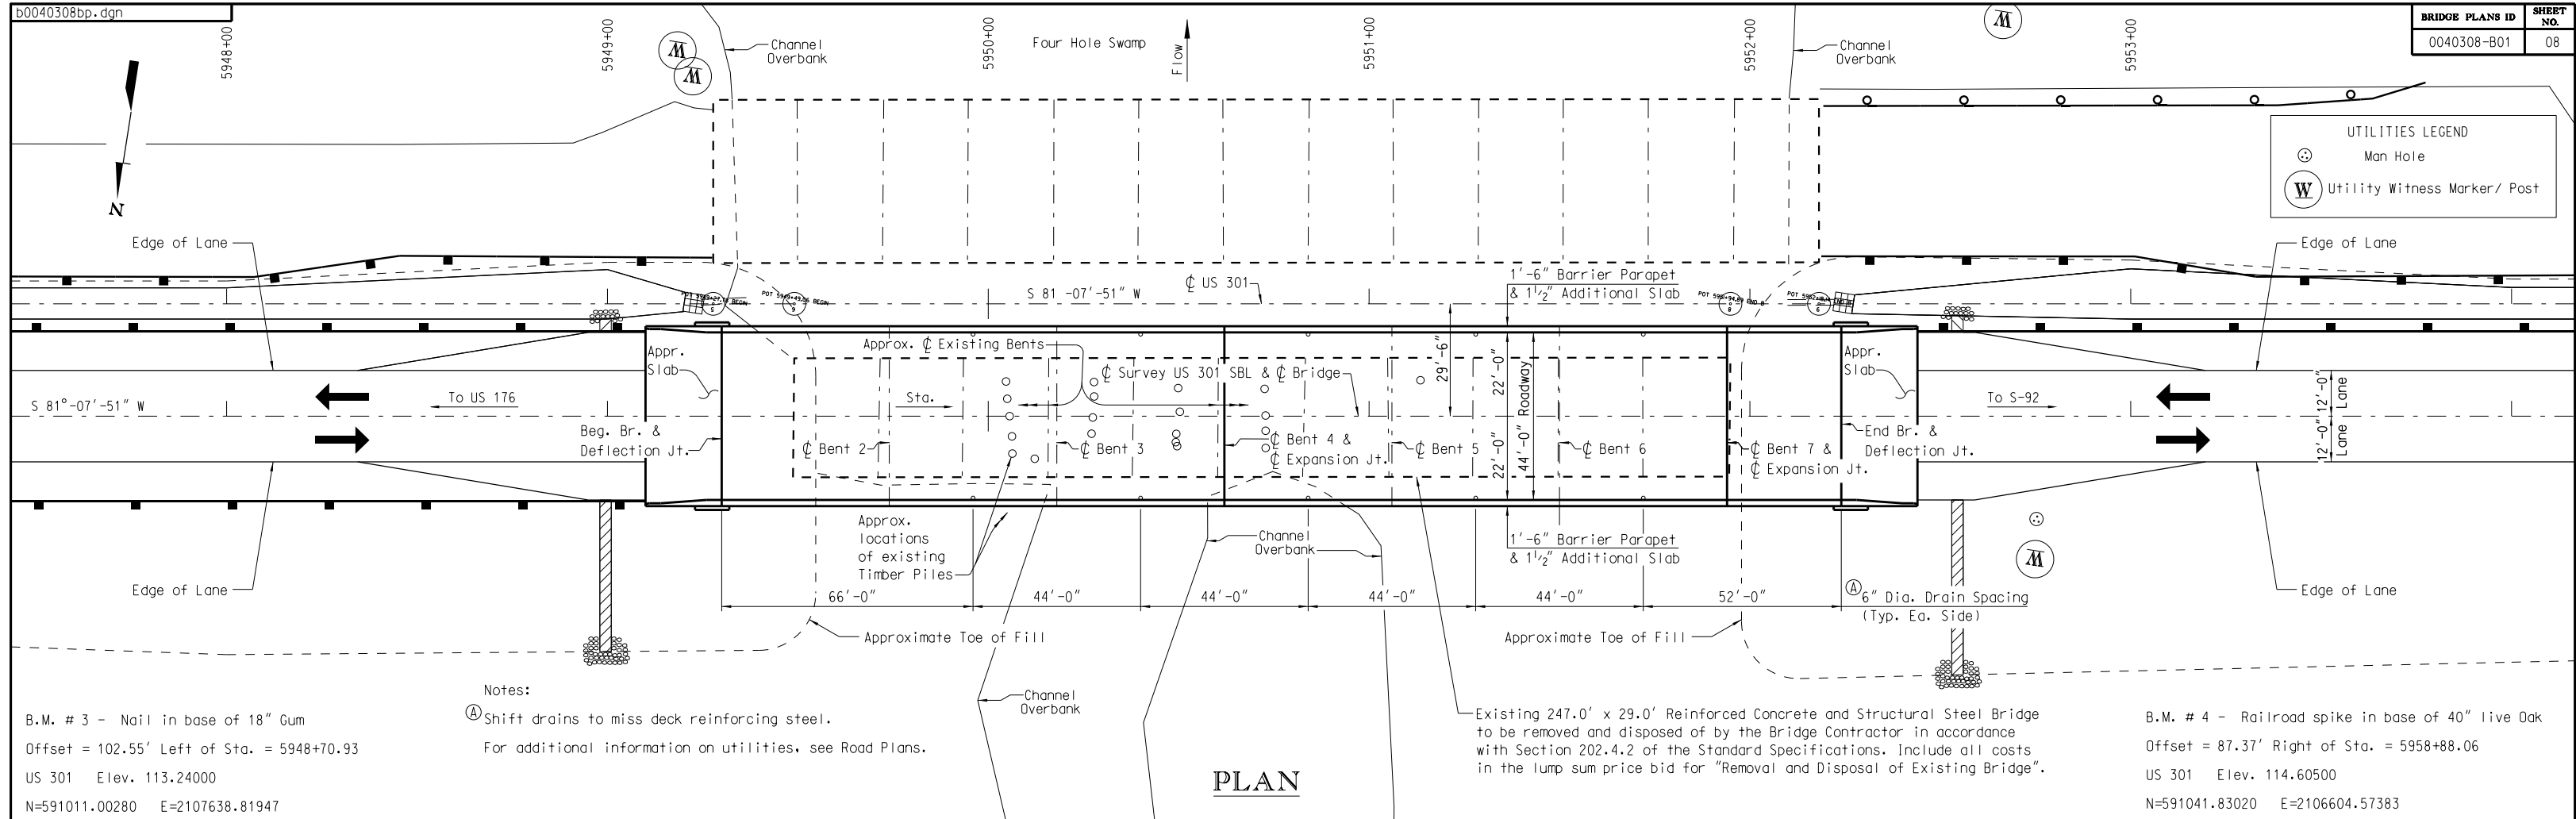 b0040308bp.dgn
BRIDGE PLANS ID
SHEET NO.
0040308-B01
08
5948+00
5949+00
5950+00
5951+00
5952+00
5953+00
W
W
W
Channel
Overbank
Four Hole Swamp
Flow
Channel
Overbank
N
UTILITIES LEGEND
Man Hole
W Utility Witness Marker/ Post
Edge of Lane
Edge of Lane
S 81 -07'-51" W
℄ US 301
1'-6" Barrier Parapet
& 1 1/2" Additional Slab
Appr.
Slab
Approx. ℄ Existing Bents
℄ Survey US 301 SBL & ℄ Bridge
29'-6"
22'-0"
22'-0"
44'-0" Roadway
Appr.
Slab
S 81°-07'-51" W
To US 176
Sta.
To S-92
12'-0"
Lane
12'-0"
Lane
Beg. Br. &
Deflection Jt.
℄ Bent 2
℄ Bent 3
℄ Bent 4 &
℄ Expansion Jt.
℄ Bent 5
℄ Bent 6
℄ Bent 7 &
℄ Expansion Jt.
End Br. &
Deflection Jt.
Approx.
locations
of existing
Timber Piles
Channel
Overbank
1'-6" Barrier Parapet
& 1 1/2" Additional Slab
W
Edge of Lane
Edge of Lane
66'-0"
44'-0"
44'-0"
44'-0"
44'-0"
52'-0"
A 6" Dia. Drain Spacing
(Typ. Ea. Side)
Approximate Toe of Fill
Approximate Toe of Fill
Channel
Overbank
B.M. # 3 - Nail in base of 18" Gum
Offset = 102.55' Left of Sta. = 5948+70.93
US 301 Elev. 113.24000
N=591011.00280 E=2107638.81947
Notes:
A Shift drains to miss deck reinforcing steel.
For additional information on utilities, see Road Plans.
PLAN
Existing 247.0' x 29.0' Reinforced Concrete and Structural Steel Bridge
to be removed and disposed of by the Bridge Contractor in accordance
with Section 202.4.2 of the Standard Specifications. Include all costs
in the lump sum price bid for "Removal and Disposal of Existing Bridge".
B.M. # 4 - Railroad spike in base of 40" live Oak
Offset = 87.37' Right of Sta. = 5958+88.06
US 301 Elev. 114.60500
N=591041.83020 E=2106604.57383